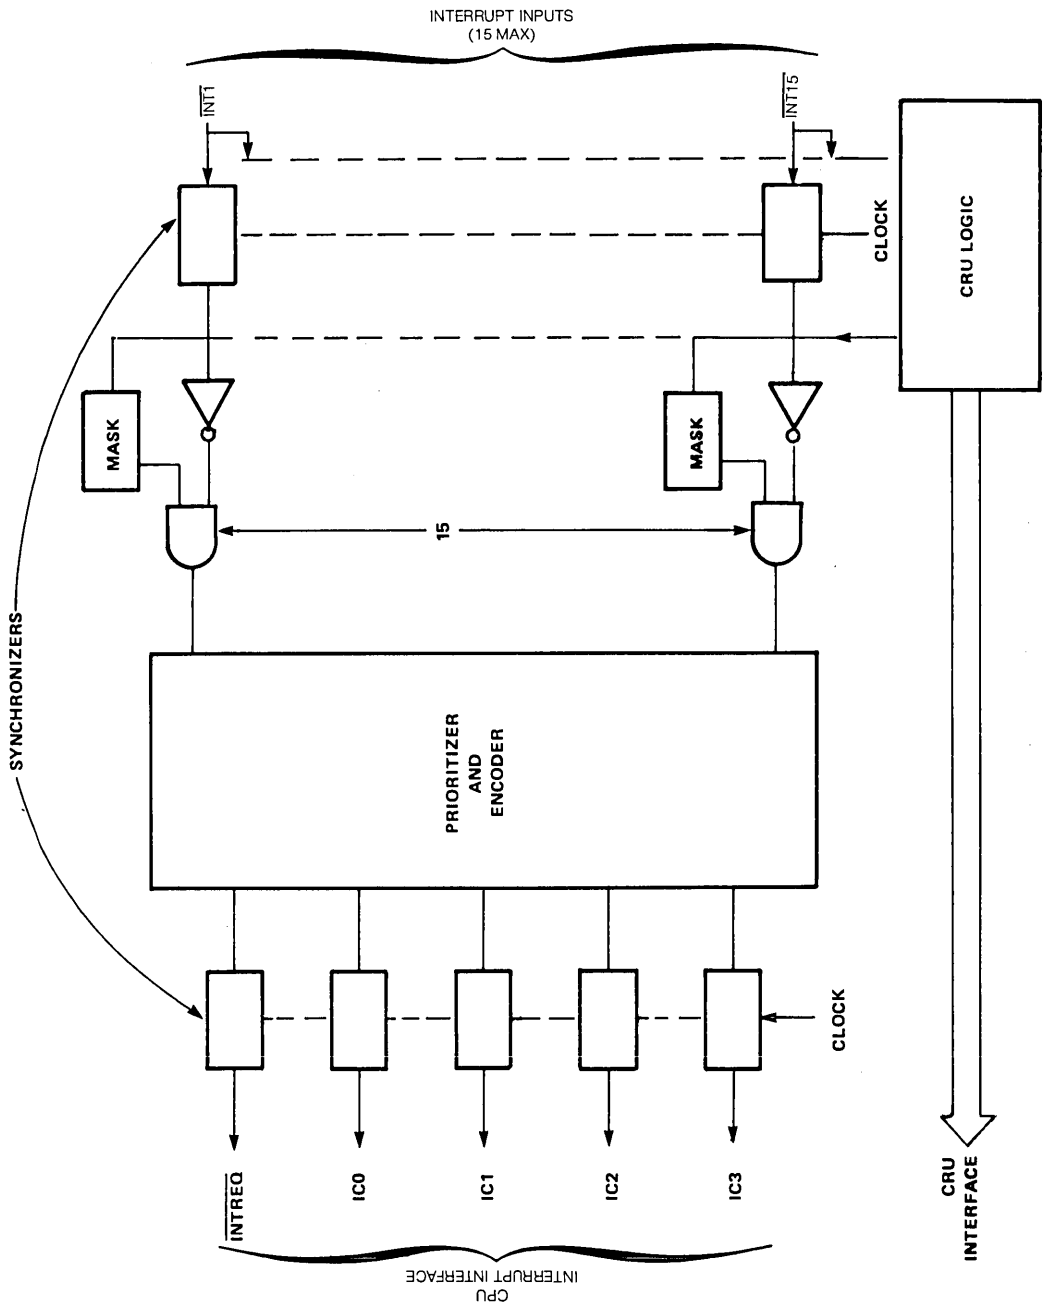 INTERRUPT INPUTS
(15 MAX)
INT1
INT15
CLOCK
CRU LOGIC
MASK
MASK
15
SYNCHRONIZERS
PRIORITIZER
AND
ENCODER
CLOCK
INTREQ
IC0
IC1
IC2
IC3
CRU
INTERFACE
CPU
INTERRUPT INTERFACE